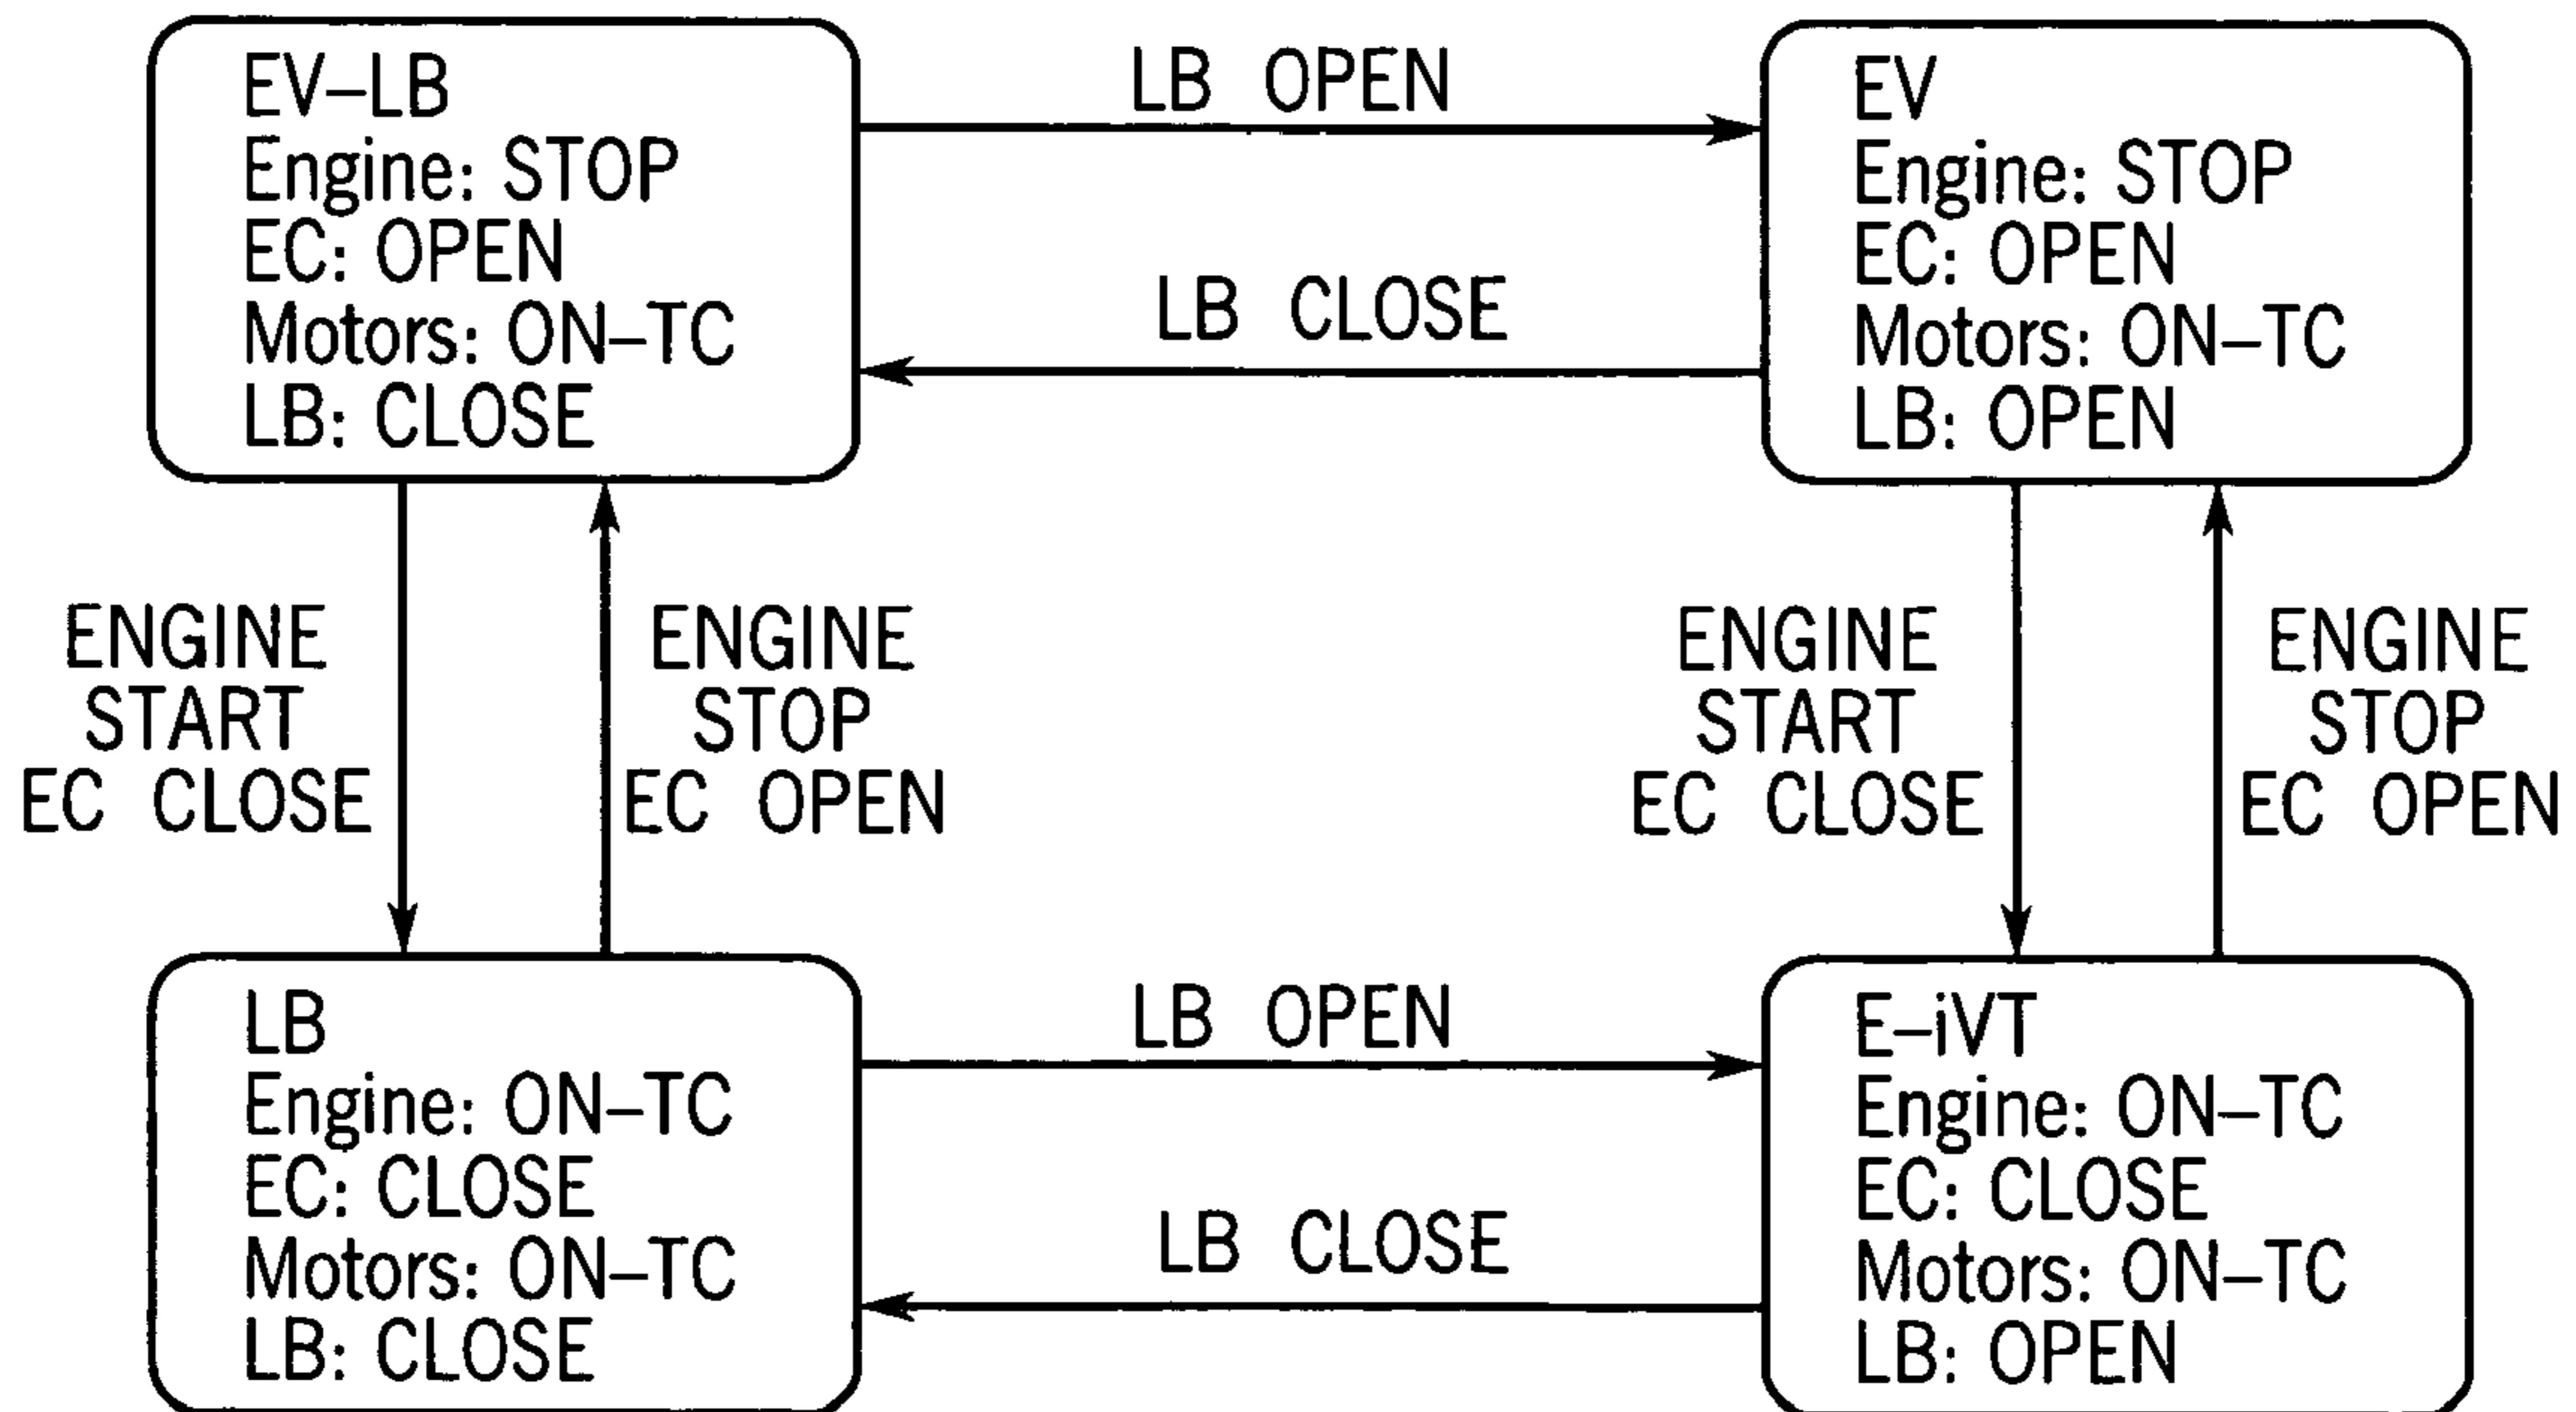 EV–LB
Engine: STOP
EC: OPEN
Motors: ON–TC
LB: CLOSE
LB OPEN
LB CLOSE
EV
Engine: STOP
EC: OPEN
Motors: ON–TC
LB: OPEN
ENGINE
START
EC CLOSE
ENGINE
STOP
EC OPEN
ENGINE
START
EC CLOSE
ENGINE
STOP
EC OPEN
LB
Engine: ON–TC
EC: CLOSE
Motors: ON–TC
LB: CLOSE
LB OPEN
LB CLOSE
E–iVT
Engine: ON–TC
EC: CLOSE
Motors: ON–TC
LB: OPEN